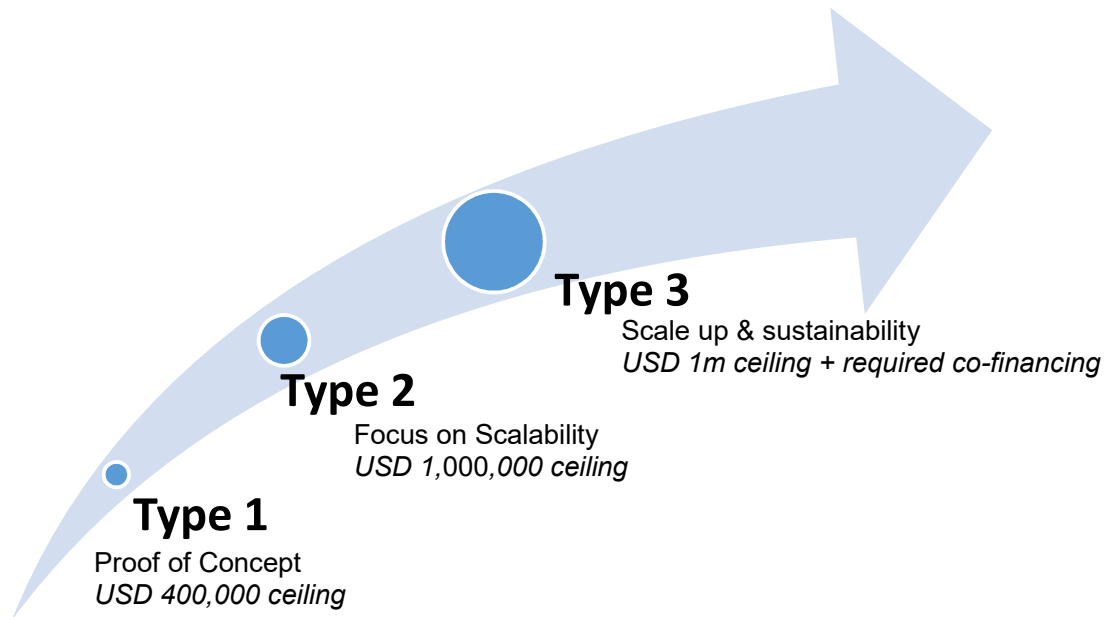 Type 1
Proof of Concept
USD 400,000 ceiling
Type 2
Focus on Scalability
USD 1,000,000 ceiling
Type 3
Scale up & sustainability
USD 1m ceiling + required co-financing